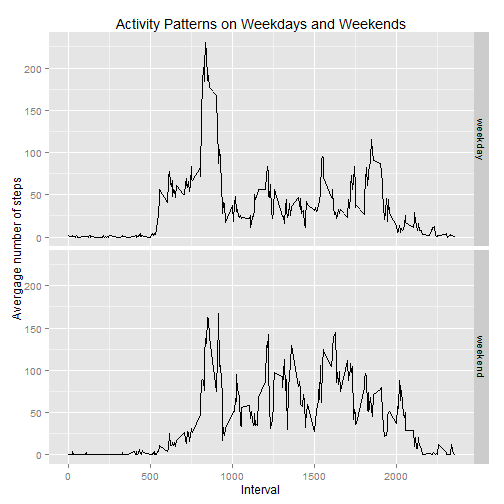 Activity Patterns on Weekdays and Weekends
Avergage number of steps
200
150
100
50
0
weekday
200
150
100
50
0
weekend
0 500 1000 1500 2000
Interval